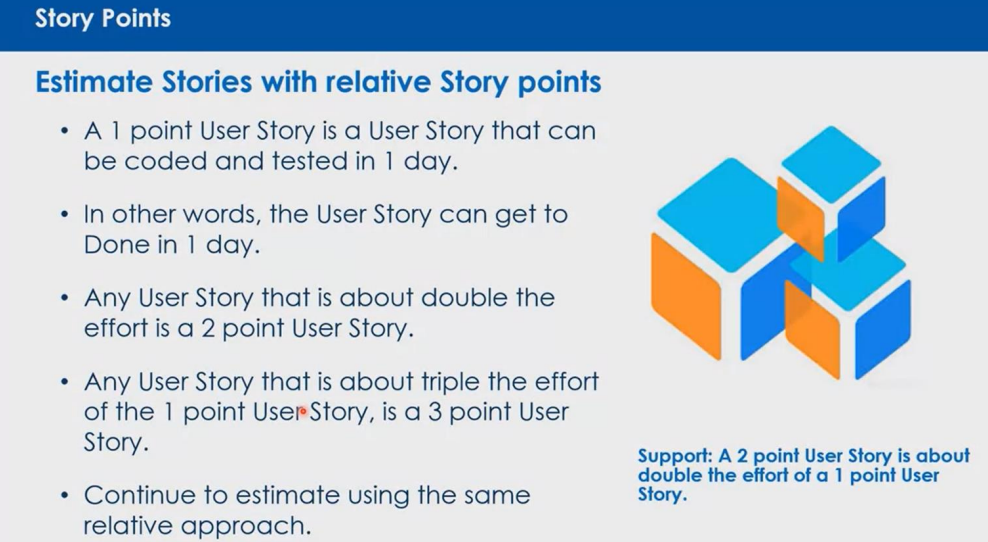 Story Points
Estimate Stories with relative Story points
• A 1 point User Story is a User Story that can
be coded and tested in 1 day.
• In other words, the User Story can get to
Done in 1 day.
• Any User Story that is about double the
effort is a 2 point User Story.
• Any User Story that is about triple the effort
of the 1 point User Story, is a 3 point User
Story.
• Continue to estimate using the same
relative approach.
Support: A 2 point User Story is about
double the effort of a 1 point User
Story.